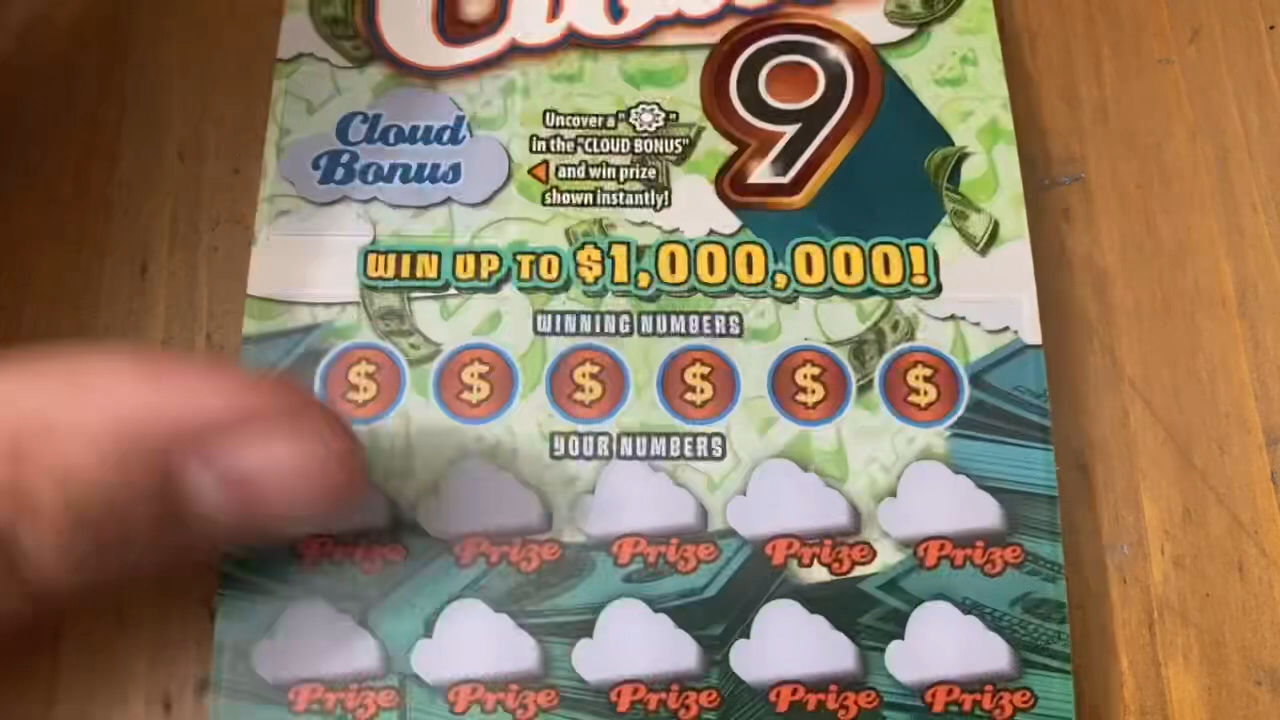 9
Cloud
Bonus
Uncover a " "
in the "CLOUD BONUS"
and win prize
shown instantly!
WIN UP TO $1,000,000!
WINNING NUMBERS
$ $ $ $ $ $
YOUR NUMBERS
Prize Prize Prize Prize Prize
Prize Prize Prize Prize Prize